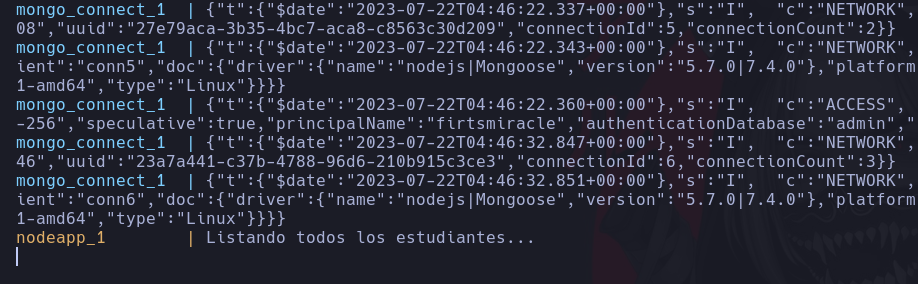 mongo_connect_1  | {"t":{"$date":"2023-07-22T04:46:22.337+00:00"},"s":"I",  "c":"NETWORK",
08","uuid":"27e79aca-3b35-4bc7-aca8-c8563c30d209","connectionId":5,"connectionCount":2}}
mongo_connect_1  | {"t":{"$date":"2023-07-22T04:46:22.343+00:00"},"s":"I",  "c":"NETWORK",
ient":"conn5","doc":{"driver":{"name":"nodejs|Mongoose","version":"5.7.0|7.4.0"},"platform
1-amd64","type":"Linux"}}}}
mongo_connect_1  | {"t":{"$date":"2023-07-22T04:46:22.360+00:00"},"s":"I",  "c":"ACCESS",
-256","speculative":true,"principalName":"firtsmiracle","authenticationDatabase":"admin","
mongo_connect_1  | {"t":{"$date":"2023-07-22T04:46:32.847+00:00"},"s":"I",  "c":"NETWORK",
46","uuid":"23a7a441-c37b-4788-96d6-210b915c3ce3","connectionId":6,"connectionCount":3}}
mongo_connect_1  | {"t":{"$date":"2023-07-22T04:46:32.851+00:00"},"s":"I",  "c":"NETWORK",
ient":"conn6","doc":{"driver":{"name":"nodejs|Mongoose","version":"5.7.0|7.4.0"},"platform
1-amd64","type":"Linux"}}}}
nodeapp_1        | Listando todos los estudiantes...